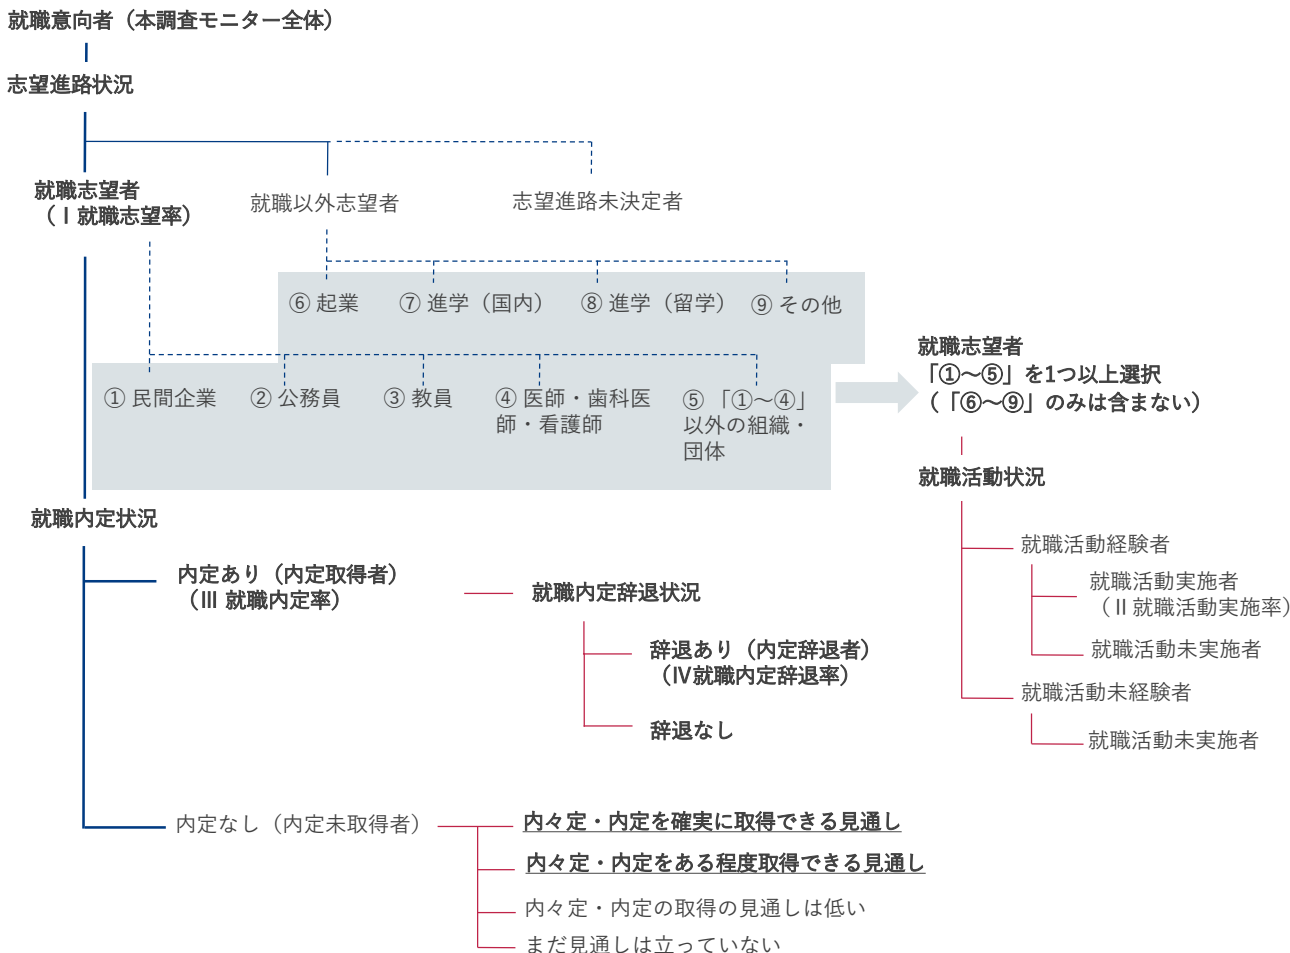 就職意向者（本調査モニター全体）
志望進路状況
就職志望者
（Ⅰ就職志望率）
就職以外志望者
志望進路未決定者
⑥ 起業
⑦ 進学（国内）
⑧ 進学（留学）
⑨ その他
① 民間企業
② 公務員
③ 教員
④ 医師・歯科医
師・看護師
⑤ 「①～④」
以外の組織・
団体
就職志望者
「①～⑤」を1つ以上選択
（「⑥～⑨」のみは含まない）
就職活動状況
就職活動経験者
就職活動実施者
（Ⅱ就職活動実施率）
就職活動未実施者
就職活動未経験者
就職活動未実施者
就職内定状況
内定あり（内定取得者）
（Ⅲ 就職内定率）
就職内定辞退状況
辞退あり（内定辞退者）
（Ⅳ就職内定辞退率）
辞退なし
内定なし（内定未取得者）
内々定・内定を確実に取得できる見通し
内々定・内定をある程度取得できる見通し
内々定・内定の取得の見通しは低い
まだ見通しは立っていない